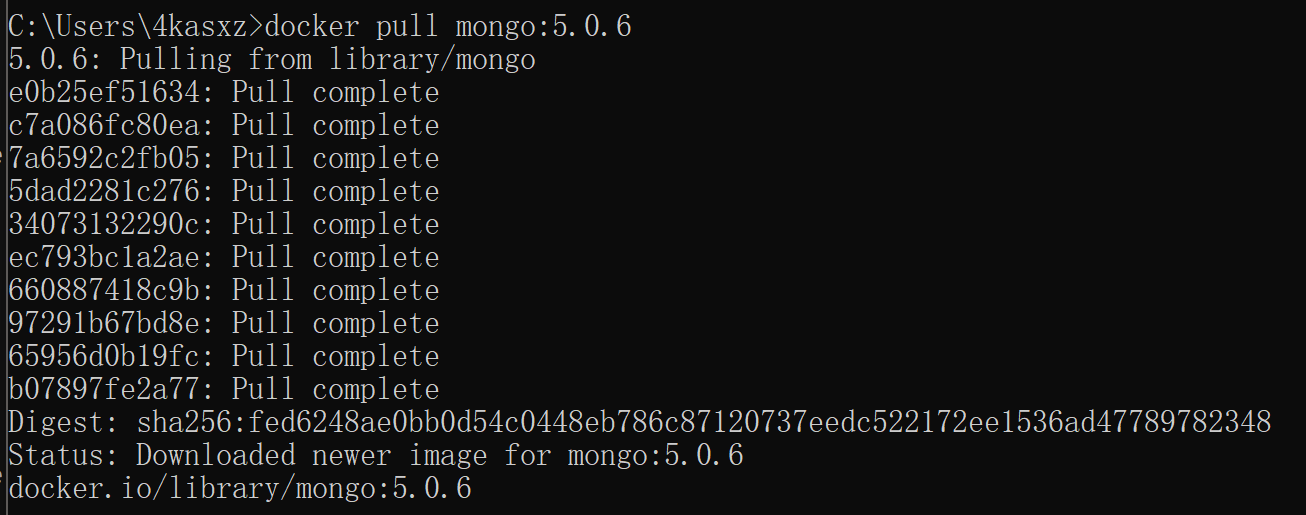 C:\Users\4kasxz>docker pull mongo:5.0.6
5.0.6: Pulling from library/mongo
e0b25ef51634: Pull complete
c7a086fc80ea: Pull complete
7a6592c2fb05: Pull complete
5dad2281c276: Pull complete
34073132290c: Pull complete
ec793bc1a2ae: Pull complete
660887418c9b: Pull complete
97291b67bd8e: Pull complete
65956d0b19fc: Pull complete
b07897fe2a77: Pull complete
Digest: sha256:fed6248ae0bb0d54c0448eb786c87120737eedc522172ee1536ad47789782348
Status: Downloaded newer image for mongo:5.0.6
docker.io/library/mongo:5.0.6